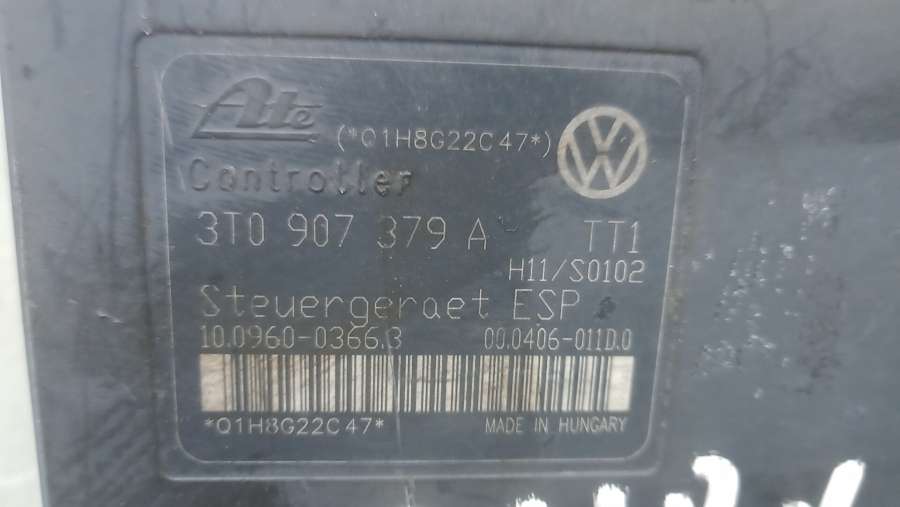 Ate
(*Q1H8G22C47*)
Controller
3T0 907 379 A TT1
H11/S0102
Steuergeraet ESP
10.0960-0366.3 00.0406-011D.0
*Q1H8G22C47* MADE IN HUNGARY